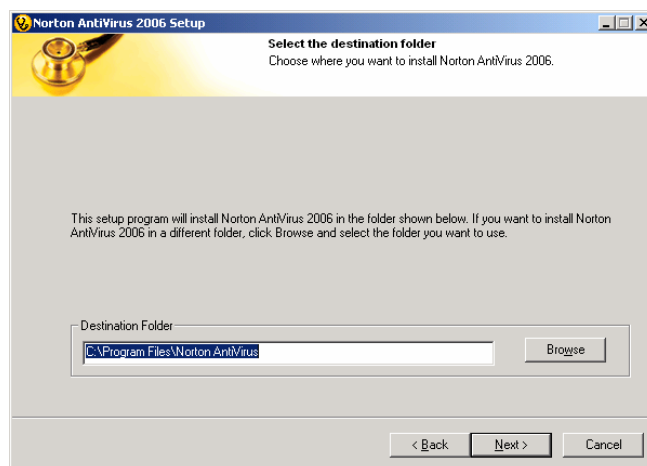 Norton AntiVirus 2006 Setup
Select the destination folder
Choose where you want to install Norton AntiVirus 2006.
This setup program will install Norton AntiVirus 2006 in the folder shown below. If you want to install Norton
AntiVirus 2006 in a different folder, click Browse and select the folder you want to use.
Destination Folder
C:\Program Files\Norton AntiVirus
Browse
< Back
Next >
Cancel